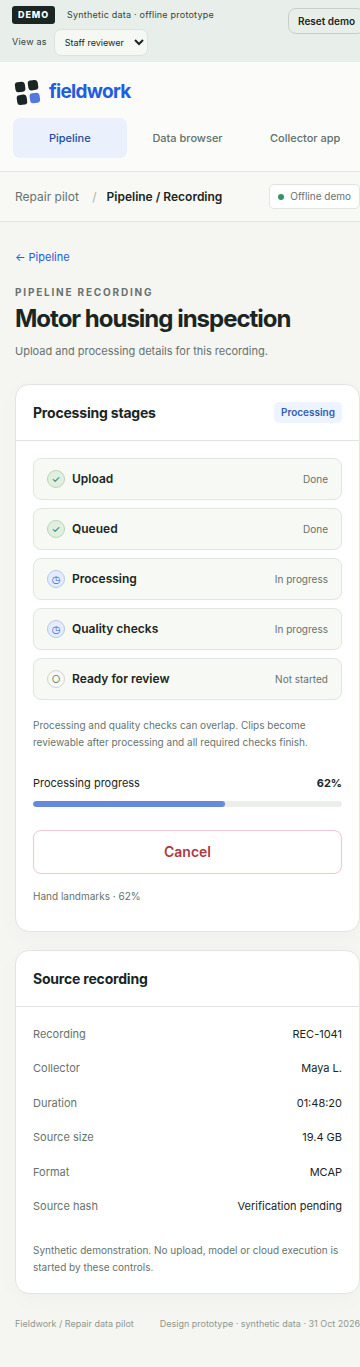 DEMO Synthetic data · offline prototype Reset demo
View as Staff reviewer
fieldwork
Pipeline Data browser Collector app
Repair pilot / Pipeline / Recording Offline demo
← Pipeline
PIPELINE RECORDING
Motor housing inspection
Upload and processing details for this recording.
Processing stages Processing
Upload Done
Queued Done
Processing In progress
Quality checks In progress
Ready for review Not started
Processing and quality checks can overlap. Clips become
reviewable after processing and all required checks finish.
Processing progress 62%
Cancel
Hand landmarks · 62%
Source recording
Recording REC-1041
Collector Maya L.
Duration 01:48:20
Source size 19.4 GB
Format MCAP
Source hash Verification pending
Synthetic demonstration. No upload, model or cloud execution is
started by these controls.
Fieldwork / Repair data pilot Design prototype · synthetic data · 31 Oct 2026